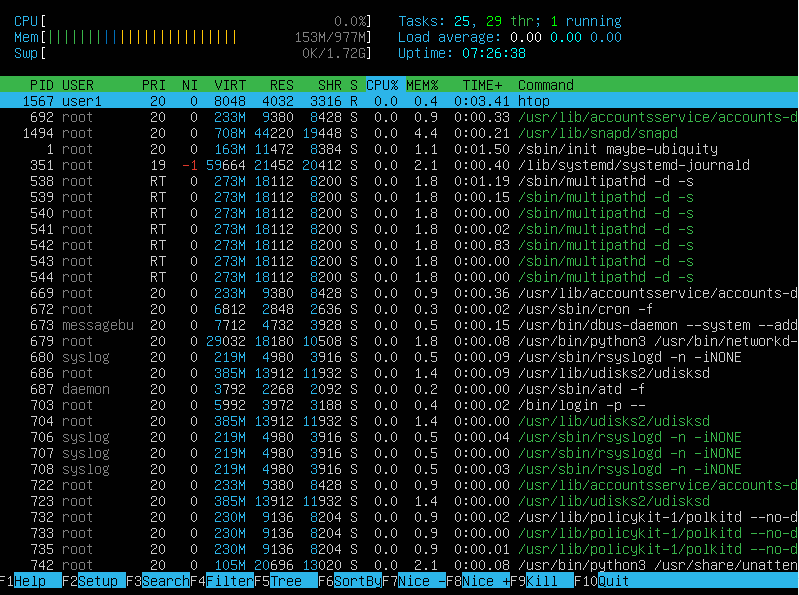 CPU[ 0.0%] Tasks: 25, 29 thr; 1 running
Mem[|||||||||||||||||||||||| 153M/977M] Load average: 0.00 0.00 0.00
Swp[ 0K/1.72G] Uptime: 07:26:38
PID USER PRI NI VIRT RES SHR S CPU% MEM% TIME+ Command
1567 user1 20 0 8048 4032 3316 R 0.0 0.4 0:03.41 htop
692 root 20 0 233M 9380 8428 S 0.0 0.9 0:00.33 /usr/lib/accountsservice/accounts-d
1494 root 20 0 708M 44220 19448 S 0.0 4.4 0:00.21 /usr/lib/snapd/snapd
1 root 20 0 163M 11472 8384 S 0.0 1.1 0:01.50 /sbin/init maybe-ubiquity
351 root 19 -1 59664 21452 20412 S 0.0 2.1 0:00.40 /lib/systemd/systemd-journald
538 root RT 0 273M 18112 8200 S 0.0 1.8 0:01.19 /sbin/multipathd -d -s
539 root RT 0 273M 18112 8200 S 0.0 1.8 0:00.15 /sbin/multipathd -d -s
540 root RT 0 273M 18112 8200 S 0.0 1.8 0:00.00 /sbin/multipathd -d -s
541 root RT 0 273M 18112 8200 S 0.0 1.8 0:00.02 /sbin/multipathd -d -s
542 root RT 0 273M 18112 8200 S 0.0 1.8 0:00.83 /sbin/multipathd -d -s
543 root RT 0 273M 18112 8200 S 0.0 1.8 0:00.00 /sbin/multipathd -d -s
544 root RT 0 273M 18112 8200 S 0.0 1.8 0:00.00 /sbin/multipathd -d -s
669 root 20 0 233M 9380 8428 S 0.0 0.9 0:00.36 /usr/lib/accountsservice/accounts-d
672 root 20 0 6812 2848 2636 S 0.0 0.3 0:00.02 /usr/sbin/cron -f
673 messagebu 20 0 7712 4732 3928 S 0.0 0.5 0:00.15 /usr/bin/dbus-daemon --system --add
679 root 20 0 29032 18180 10508 S 0.0 1.8 0:00.08 /usr/bin/python3 /usr/bin/networkd-
680 syslog 20 0 219M 4980 3916 S 0.0 0.5 0:00.09 /usr/sbin/rsyslogd -n -iNONE
686 root 20 0 385M 13912 11932 S 0.0 1.4 0:00.09 /usr/lib/udisks2/udisksd
687 daemon 20 0 3792 2268 2092 S 0.0 0.2 0:00.00 /usr/sbin/atd -f
703 root 20 0 5992 3972 3188 S 0.0 0.4 0:00.02 /bin/login -p --
704 root 20 0 385M 13912 11932 S 0.0 1.4 0:00.00 /usr/lib/udisks2/udisksd
706 syslog 20 0 219M 4980 3916 S 0.0 0.5 0:00.04 /usr/sbin/rsyslogd -n -iNONE
707 syslog 20 0 219M 4980 3916 S 0.0 0.5 0:00.00 /usr/sbin/rsyslogd -n -iNONE
708 syslog 20 0 219M 4980 3916 S 0.0 0.5 0:00.03 /usr/sbin/rsyslogd -n -iNONE
722 root 20 0 233M 9380 8428 S 0.0 0.9 0:00.00 /usr/lib/accountsservice/accounts-d
723 root 20 0 385M 13912 11932 S 0.0 1.4 0:00.00 /usr/lib/udisks2/udisksd
732 root 20 0 230M 9136 8204 S 0.0 0.9 0:00.02 /usr/lib/policykit-1/polkitd --no-d
733 root 20 0 230M 9136 8204 S 0.0 0.9 0:00.00 /usr/lib/policykit-1/polkitd --no-d
735 root 20 0 230M 9136 8204 S 0.0 0.9 0:00.01 /usr/lib/policykit-1/polkitd --no-d
742 root 20 0 105M 20696 13020 S 0.0 2.1 0:00.08 /usr/bin/python3 /usr/share/unatten
F1Help F2Setup F3SearchF4FilterF5Tree F6SortByF7Nice -F8Nice +F9Kill F10Quit